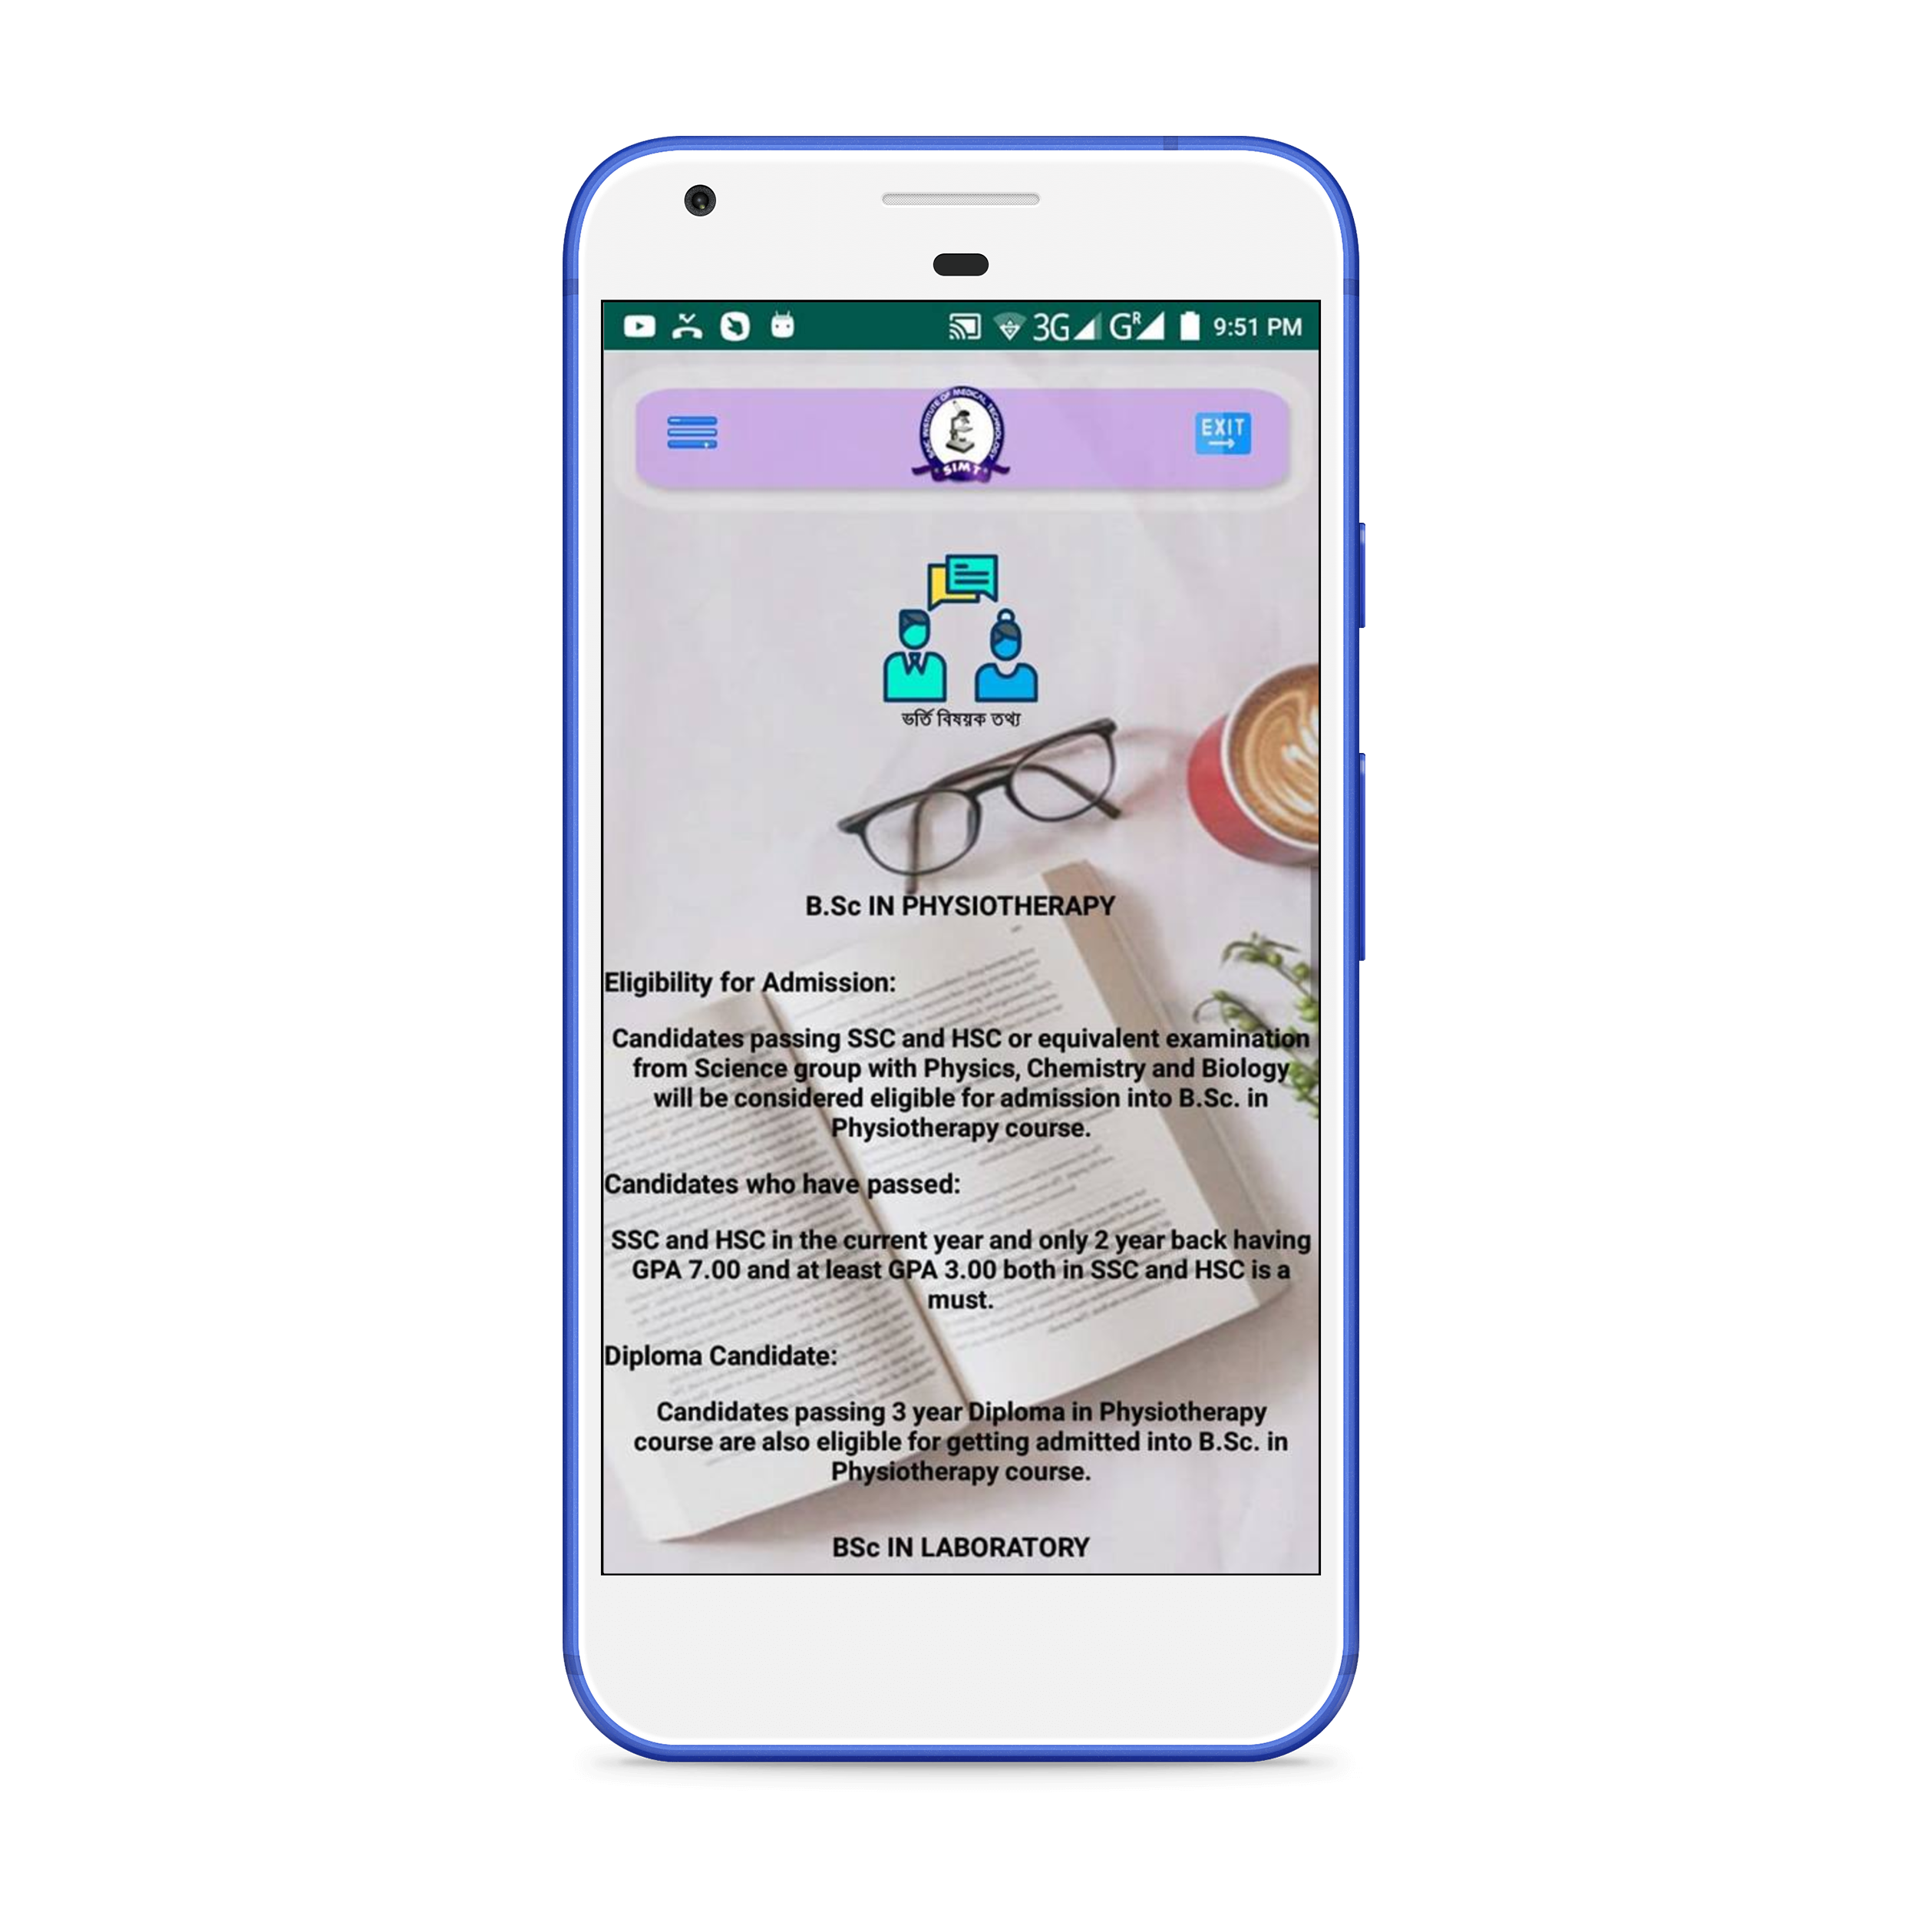 3G
G R
9:51 PM
INSTITUTE OF MEDICAL TECHNOLOGY
SIMT
EXIT
ভর্তি বিষয়ক তথ্য
B.Sc IN PHYSIOTHERAPY
Eligibility for Admission:
Candidates passing SSC and HSC or equivalent examination
from Science group with Physics, Chemistry and Biology
will be considered eligible for admission into B.Sc. in
Physiotherapy course.
Candidates who have passed:
SSC and HSC in the current year and only 2 year back having
GPA 7.00 and at least GPA 3.00 both in SSC and HSC is a
must.
Diploma Candidate:
Candidates passing 3 year Diploma in Physiotherapy
course are also eligible for getting admitted into B.Sc. in
Physiotherapy course.
BSc IN LABORATORY